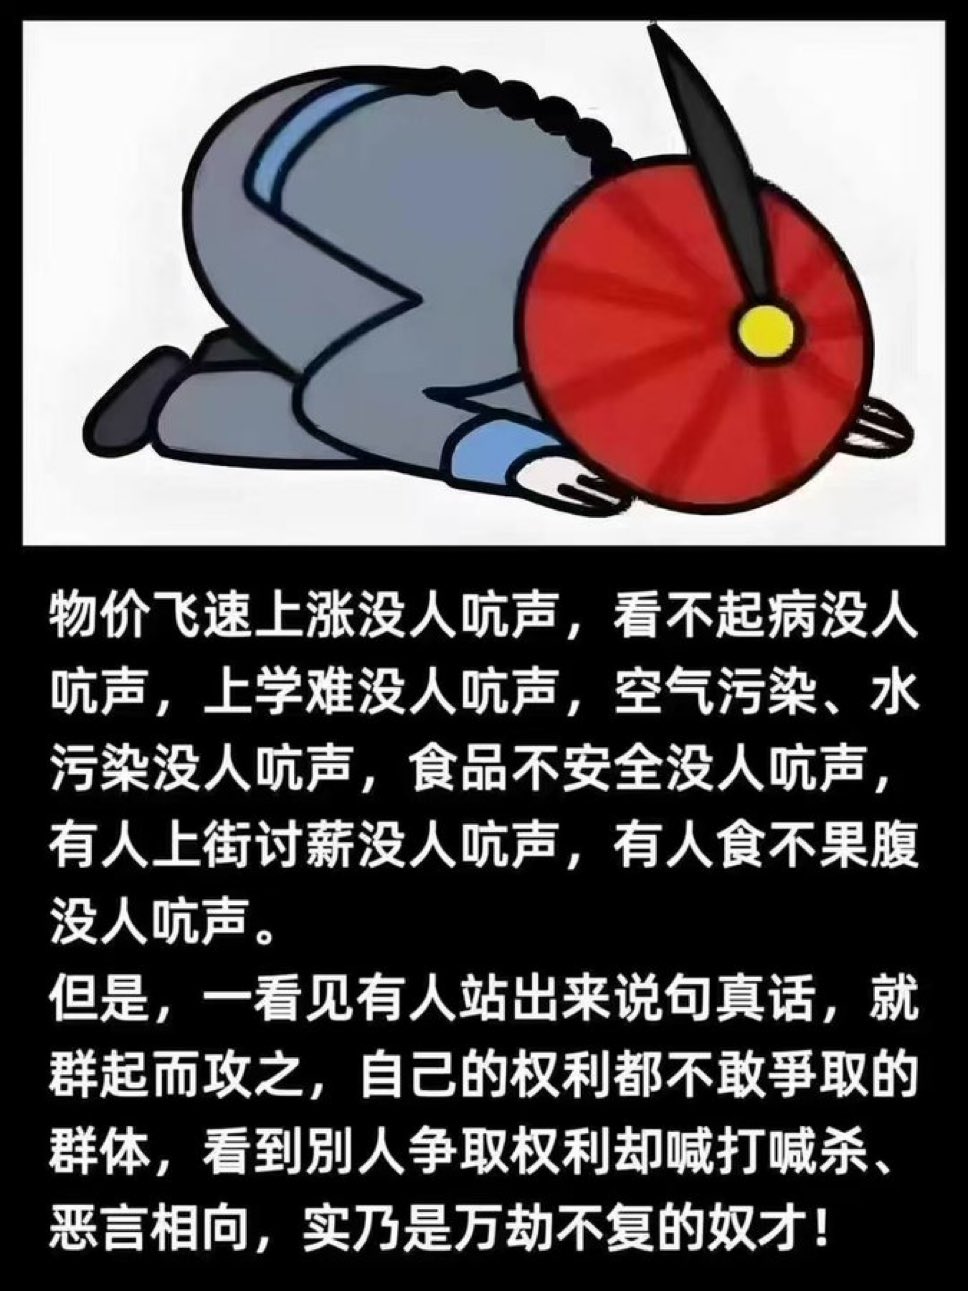 物价飞速上涨没人吭声，看不起病没人
吭声，上学难没人吭声，空气污染、水
污染没人吭声，食品不安全没人吭声，
有人上街讨薪没人吭声，有人食不果腹
没人吭声。
但是，一看见有人站出来说句真话，就
群起而攻之，自己的权利都不敢爭取的
群体，看到別人争取权利却喊打喊杀、
恶言相向，实乃是万劫不复的奴才！